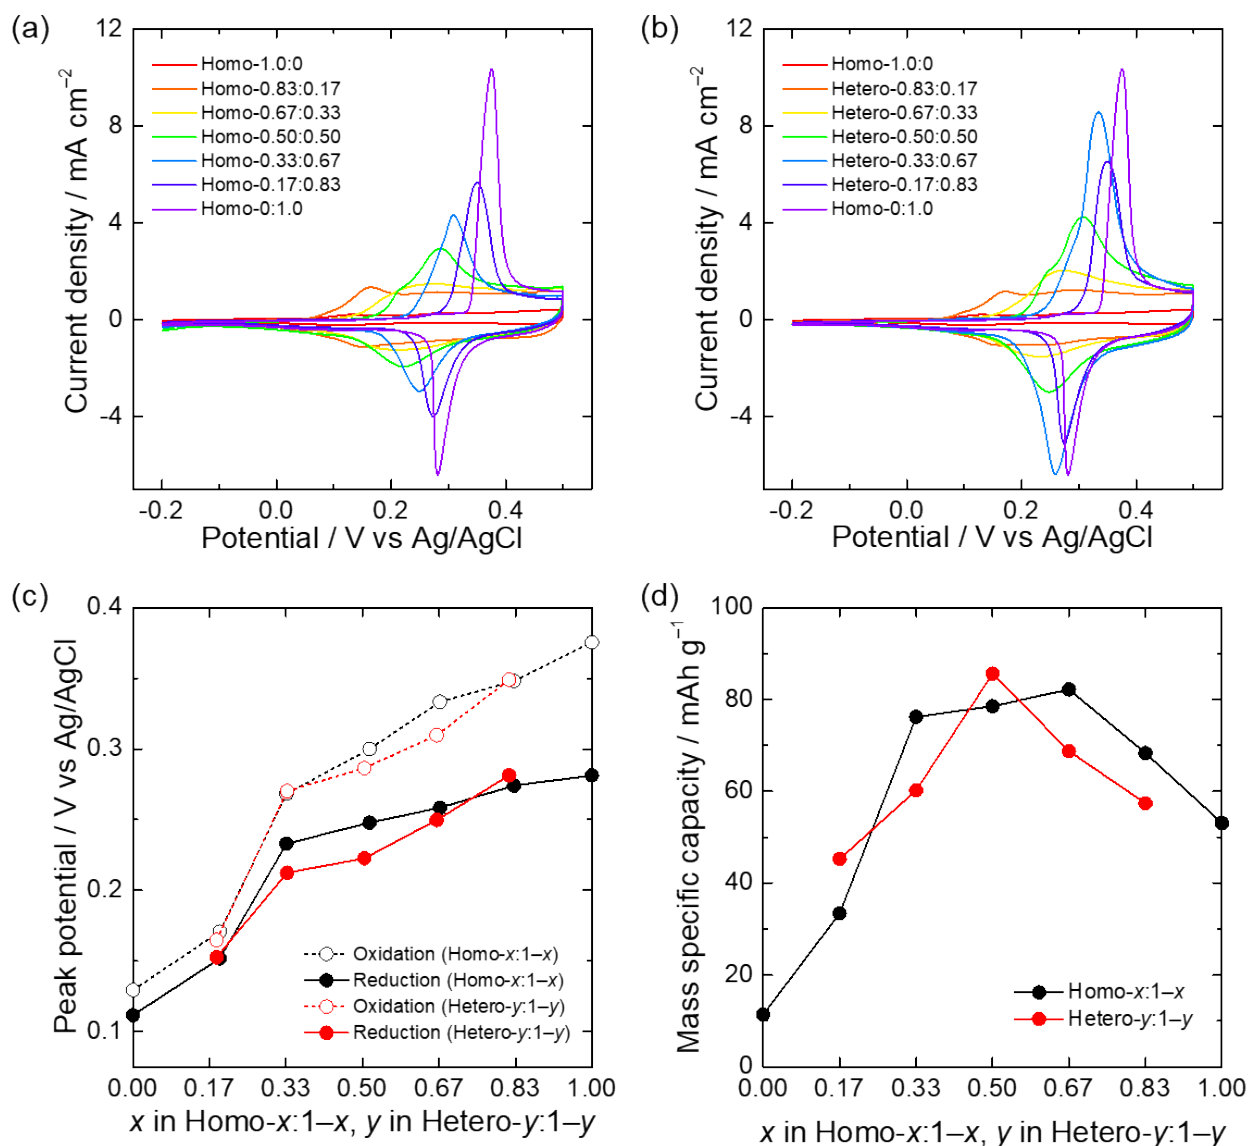 (a)
12
8
4
0
-4
Current density / mA cm–2
Homo-1.0:0
Homo-0.83:0.17
Homo-0.67:0.33
Homo-0.50:0.50
Homo-0.33:0.67
Homo-0.17:0.83
Homo-0:1.0
-0.2 0.0 0.2 0.4
Potential / V vs Ag/AgCl
(b)
12
8
4
0
-4
Current density / mA cm–2
Homo-1.0:0
Hetero-0.83:0.17
Hetero-0.67:0.33
Hetero-0.50:0.50
Hetero-0.33:0.67
Hetero-0.17:0.83
Homo-0:1.0
-0.2 0.0 0.2 0.4
Potential / V vs Ag/AgCl
(c)
0.4
0.3
0.2
0.1
Peak potential / V vs Ag/AgCl
Oxidation (Homo-x:1–x)
Reduction (Homo-x:1–x)
Oxidation (Hetero-y:1–y)
Reduction (Hetero-y:1–y)
0.00 0.17 0.33 0.50 0.67 0.83 1.00
x in Homo-x:1–x, y in Hetero-y:1–y
(d)
100
80
60
40
20
0
Mass specific capacity / mAh g–1
Homo-x:1–x
Hetero-y:1–y
0.00 0.17 0.33 0.50 0.67 0.83 1.00
x in Homo-x:1–x, y in Hetero-y:1–y